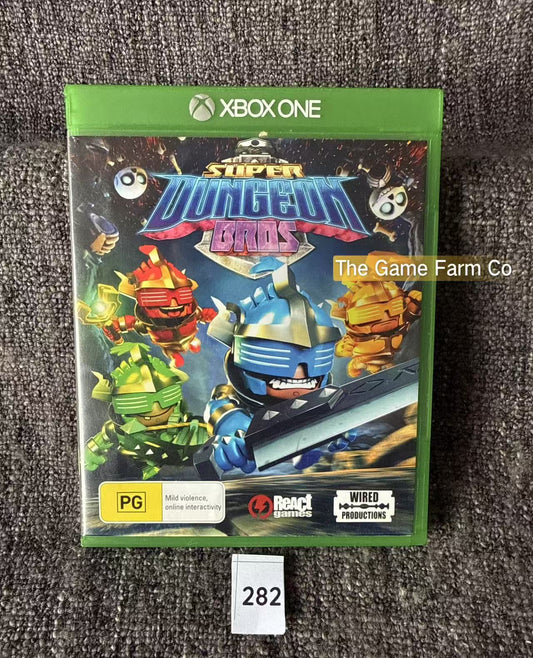 XBOX ONE
SUPER
DUNGEON
BROS
The Game Farm Co
PG
Mild violence,
online interactivity
ReAct
games
WIRED
PRODUCTIONS
282